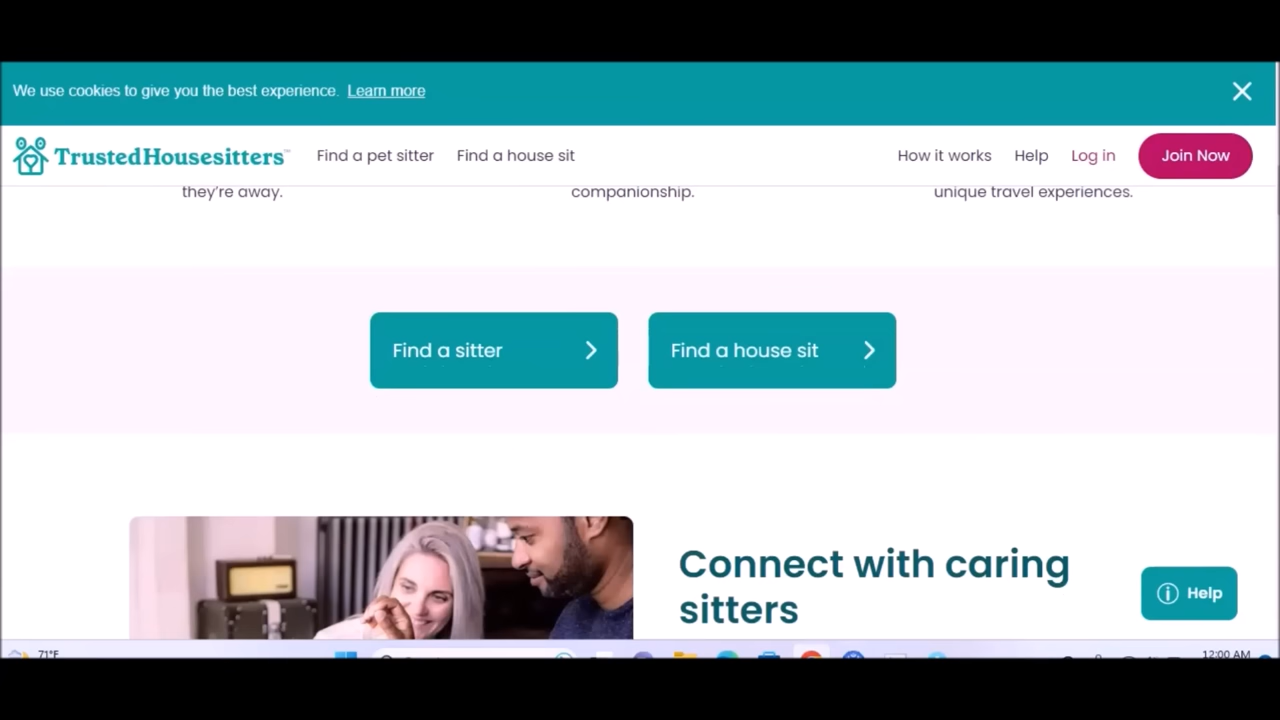 We use cookies to give you the best experience. Learn more
TrustedHousesitters™ Find a pet sitter Find a house sit How it works Help Log in Join Now
they're away. companionship. unique travel experiences.
Find a sitter Find a house sit
Connect with caring
sitters
Help
71°F
12:00 AM